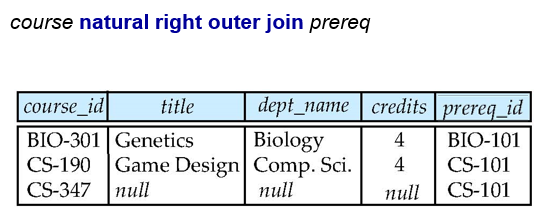 course natural right outer join prereq
course_id title dept_name credits prereq_id
BIO-301 Genetics Biology 4 BIO-101
CS-190 Game Design Comp. Sci. 4 CS-101
CS-347 null null null CS-101